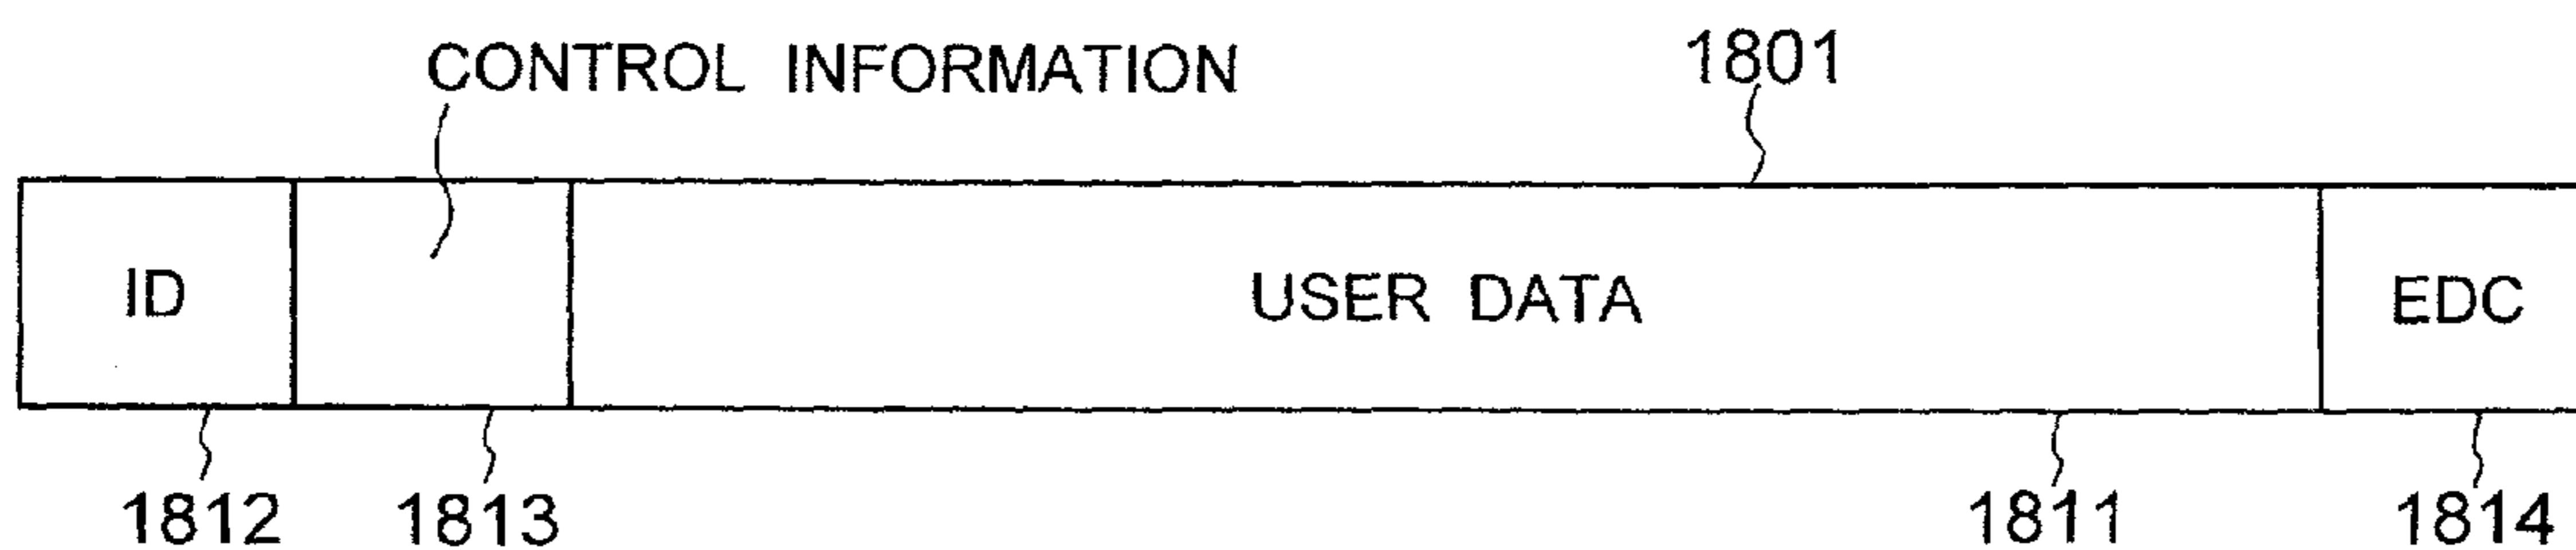 CONTROL INFORMATION 1801
ID USER DATA EDC
1812 1813 1811 1814